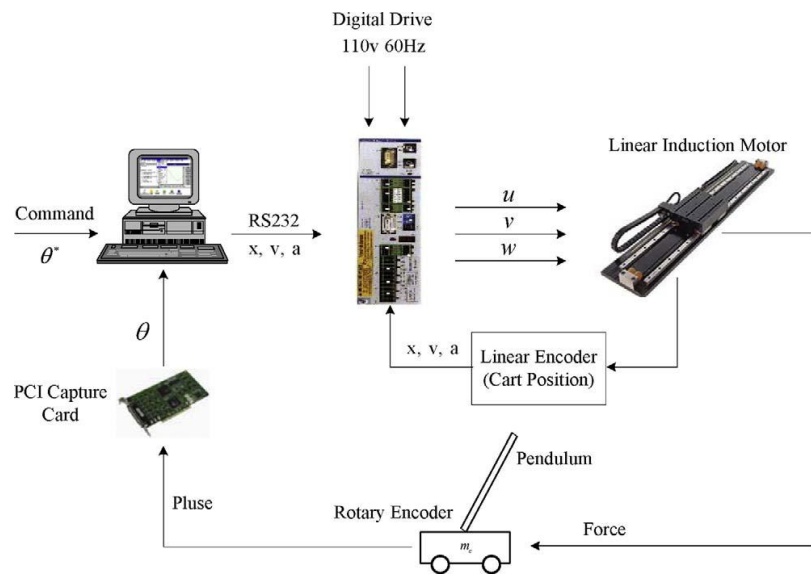 Digital Drive
110v 60Hz
Linear Induction Motor
Command
θ*
RS232
x, v, a
u
v
w
θ
x, v, a
Linear Encoder
(Cart Position)
PCI Capture
Card
Pendulum
Pluse
Rotary Encoder
Force
m_c